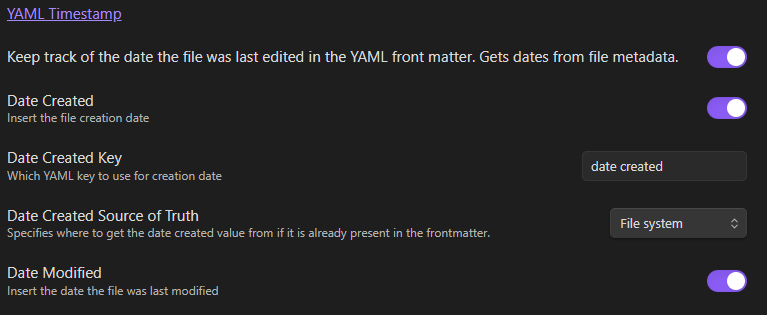 YAML Timestamp
Keep track of the date the file was last edited in the YAML front matter. Gets dates from file metadata.
Date Created
Insert the file creation date
Date Created Key
Which YAML key to use for creation date
date created
Date Created Source of Truth
Specifies where to get the date created value from if it is already present in the frontmatter.
File system
Date Modified
Insert the date the file was last modified